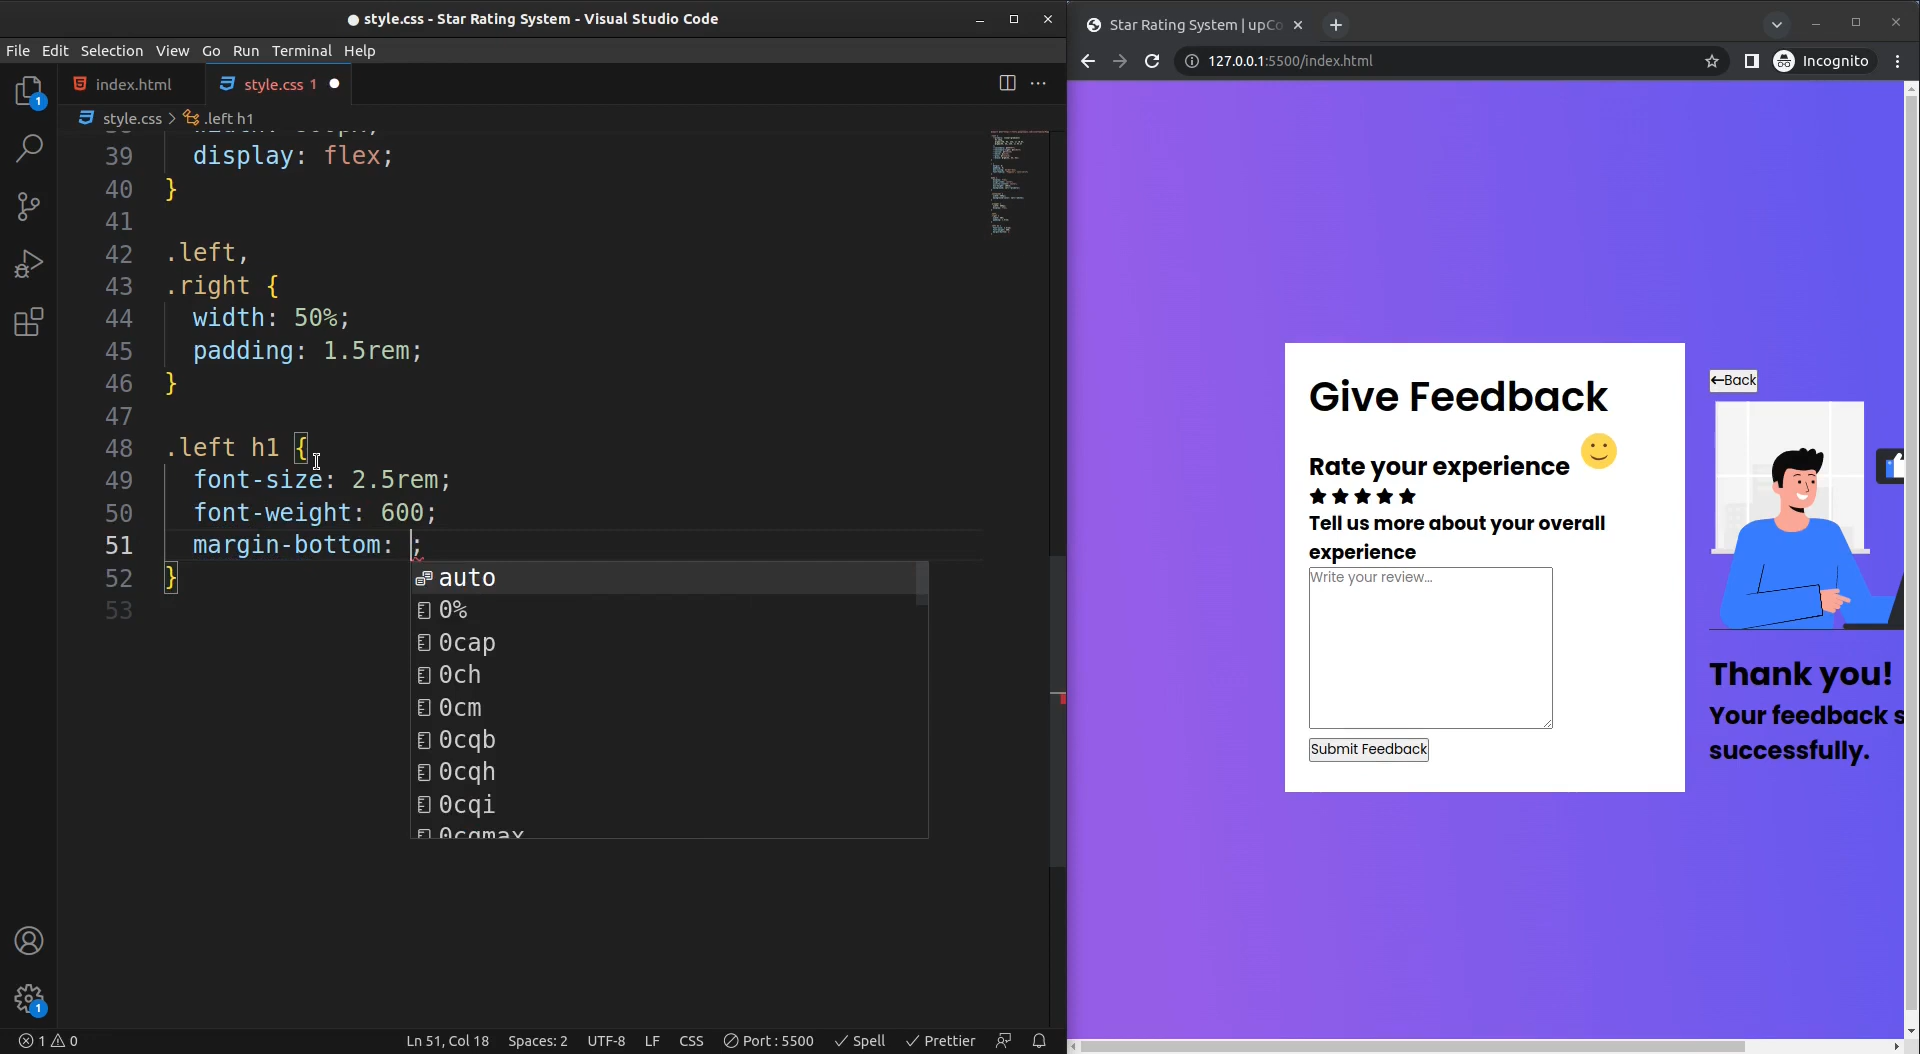 style.css - Star Rating System - Visual Studio Code
File Edit Selection View Go Run Terminal Help
index.html
style.css 1
style.css > .left h1
39 display: flex;
40 }
41
42 .left,
43 .right {
44 width: 50%;
45 padding: 1.5rem;
46 }
47
48 .left h1 {
49 font-size: 2.5rem;
50 font-weight: 600;
51 margin-bottom: ;
52 }
53
auto
0%
0cap
0ch
0cm
0cqb
0cqh
0cqi
0cqmax
1
1
1 0
Ln 51, Col 18 Spaces: 2 UTF-8 LF CSS Port : 5500 Spell Prettier
Star Rating System | upCo
127.0.0.1:5500/index.html
Incognito
Give Feedback
Rate your experience
Tell us more about your overall
experience
Write your review...
Submit Feedback
←Back
Thank you!
Your feedback s
successfully.